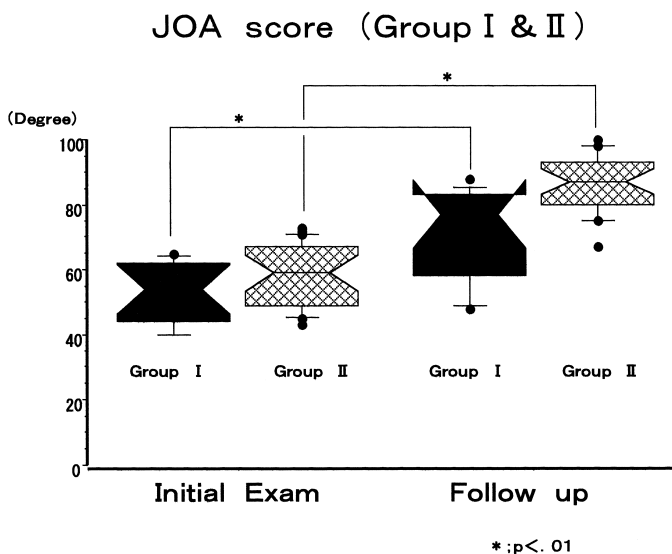 JOA score (Group Ⅰ & Ⅱ)
*
(Degree)
*
100
80
60
40
20
0
Group Ⅰ
Group Ⅱ
Group Ⅰ
Group Ⅱ
Initial Exam
Follow up
* ;p<. 01